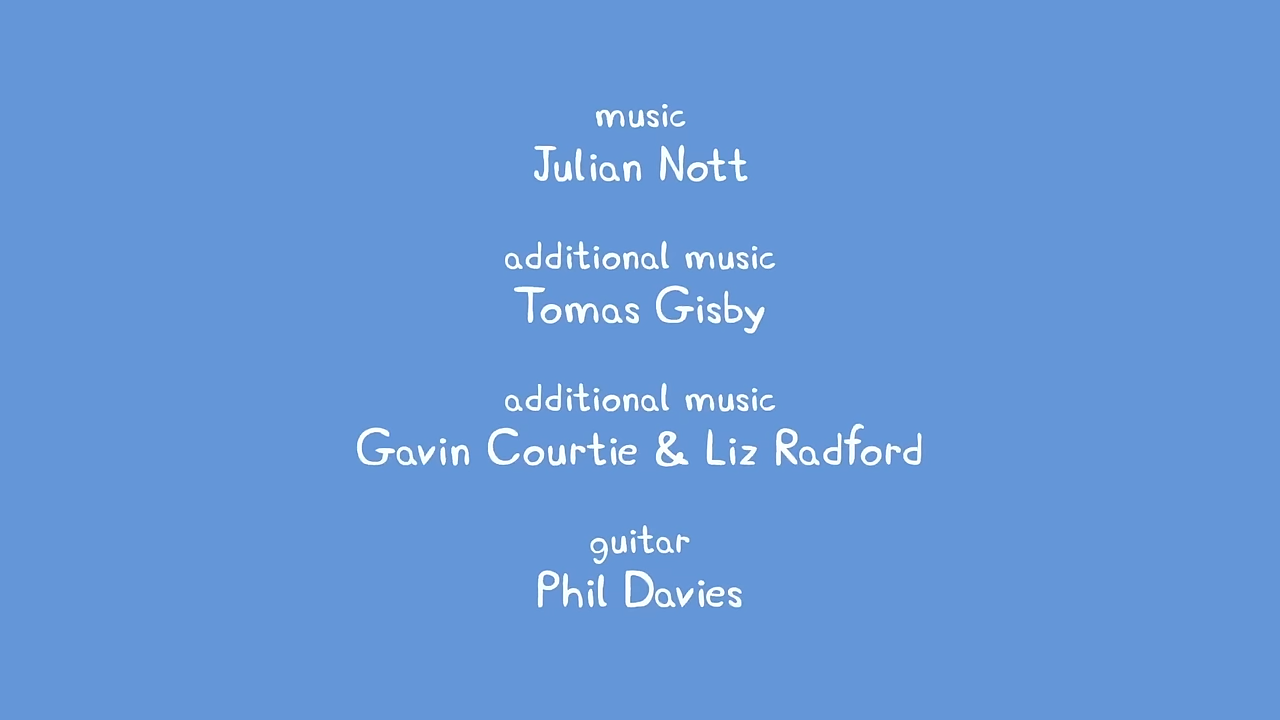 music
Julian Nott
additional music
Tomas Gisby
additional music
Gavin Courtie & Liz Radford
guitar
Phil Davies